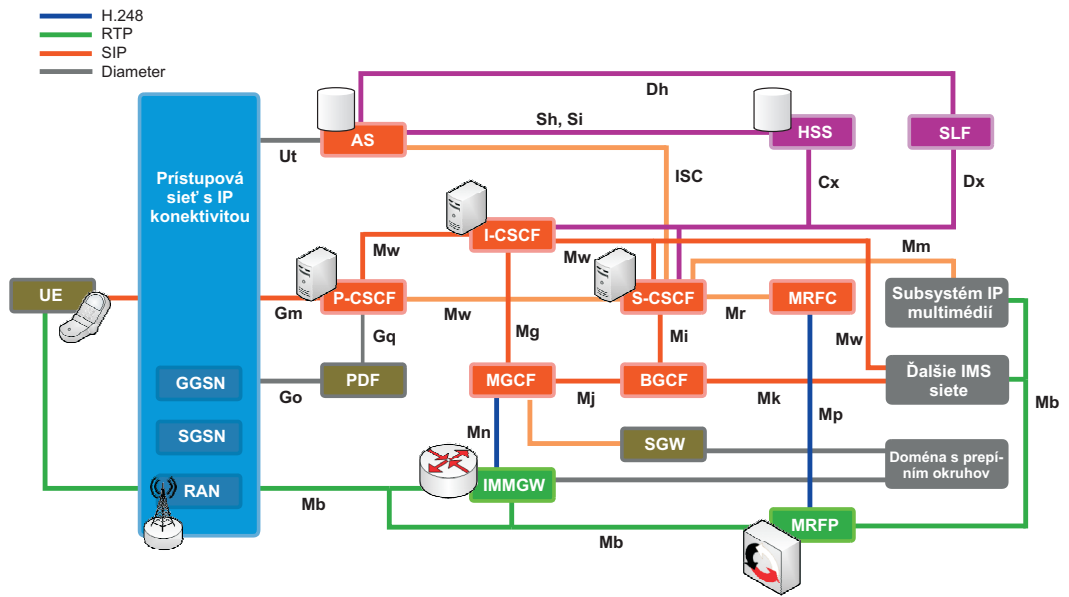 H.248
RTP
SIP
Diameter
Dh
Sh, Si
AS
HSS
SLF
Ut
ISC
Cx
Dx
Prístupová
sieť s IP
konektivitou
I-CSCF
Mw
Mw
Mm
UE
P-CSCF
S-CSCF
MRFC
Subsystém IP
multimédií
Gm
Mw
Mr
Gq
Mg
Mi
Mw
GGSN
PDF
MGCF
BGCF
Ďalšie IMS
siete
Go
Mj
Mk
Mb
Mp
SGSN
Mn
SGW
Doména s prepí-
ním okruhov
RAN
IMMGW
Mb
MRFP
Mb